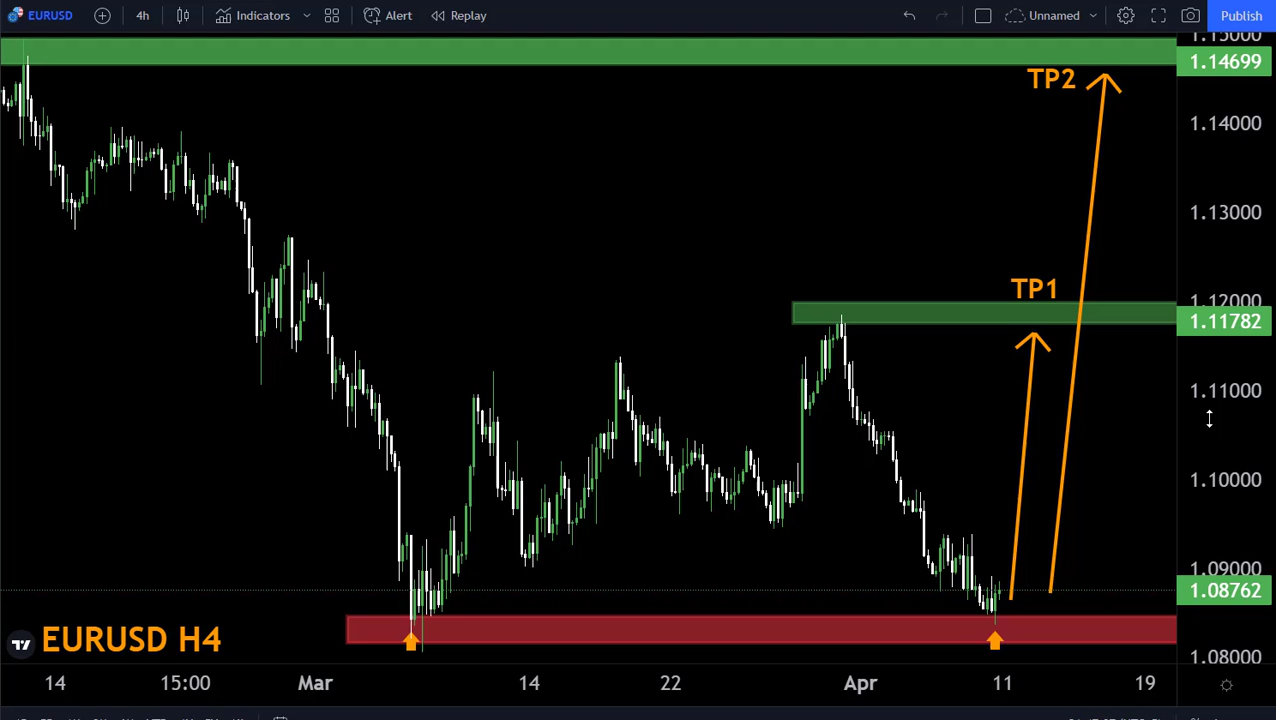 EURUSD 4h Indicators Alert Replay Unnamed Publish
1.15000
1.14699
TP2
1.14000
1.13000
TP1
1.12000
1.11782
1.11000
1.10000
1.09000
1.08762
EURUSD H4
1.08000
14 15:00 Mar 14 22 Apr 11 19